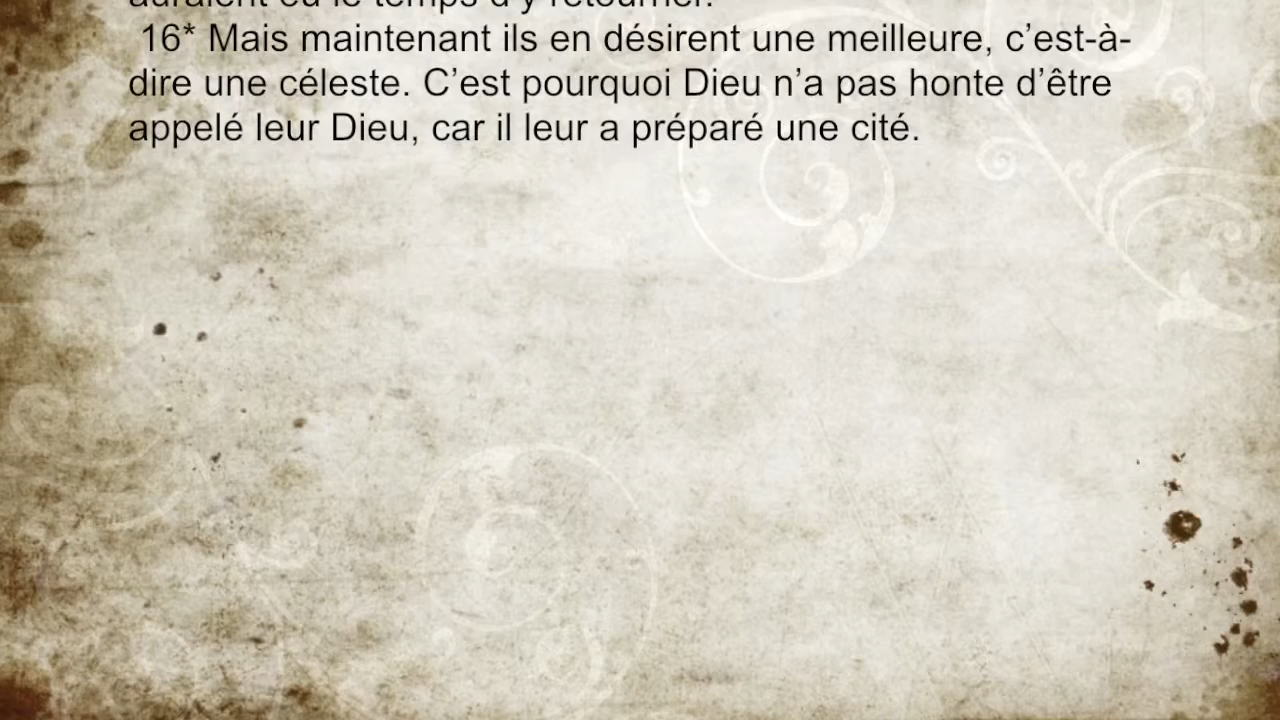 auraient eu le temps d'y retourner.
16* Mais maintenant ils en désirent une meilleure, c’est-à-
dire une céleste. C’est pourquoi Dieu n’a pas honte d’être
appelé leur Dieu, car il leur a préparé une cité.